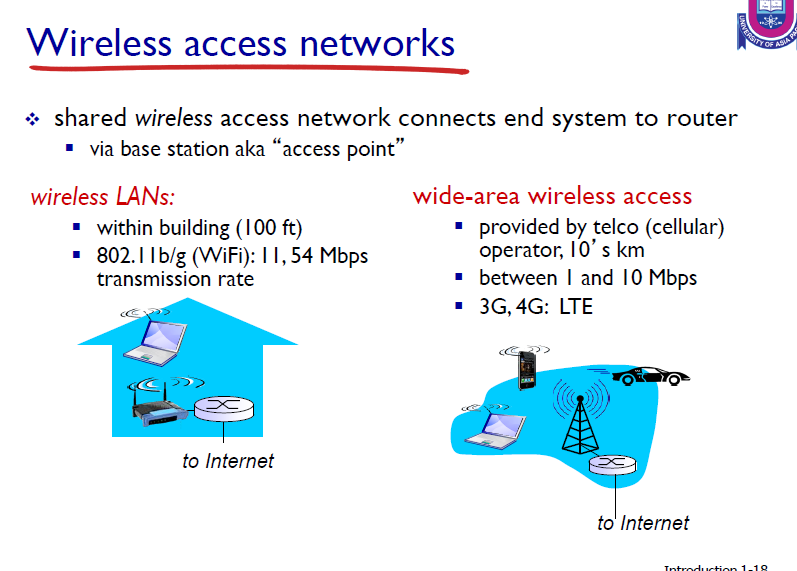 Wireless access networks
UNIVERSITY OF ASIA PA
❖ shared wireless access network connects end system to router
▪ via base station aka “access point”
wireless LANs:
▪ within building (100 ft)
▪ 802.11b/g (WiFi): 11, 54 Mbps
transmission rate
to Internet
wide-area wireless access
▪ provided by telco (cellular)
operator, 10’ s km
▪ between 1 and 10 Mbps
▪ 3G, 4G: LTE
to Internet
Introduction 1-18